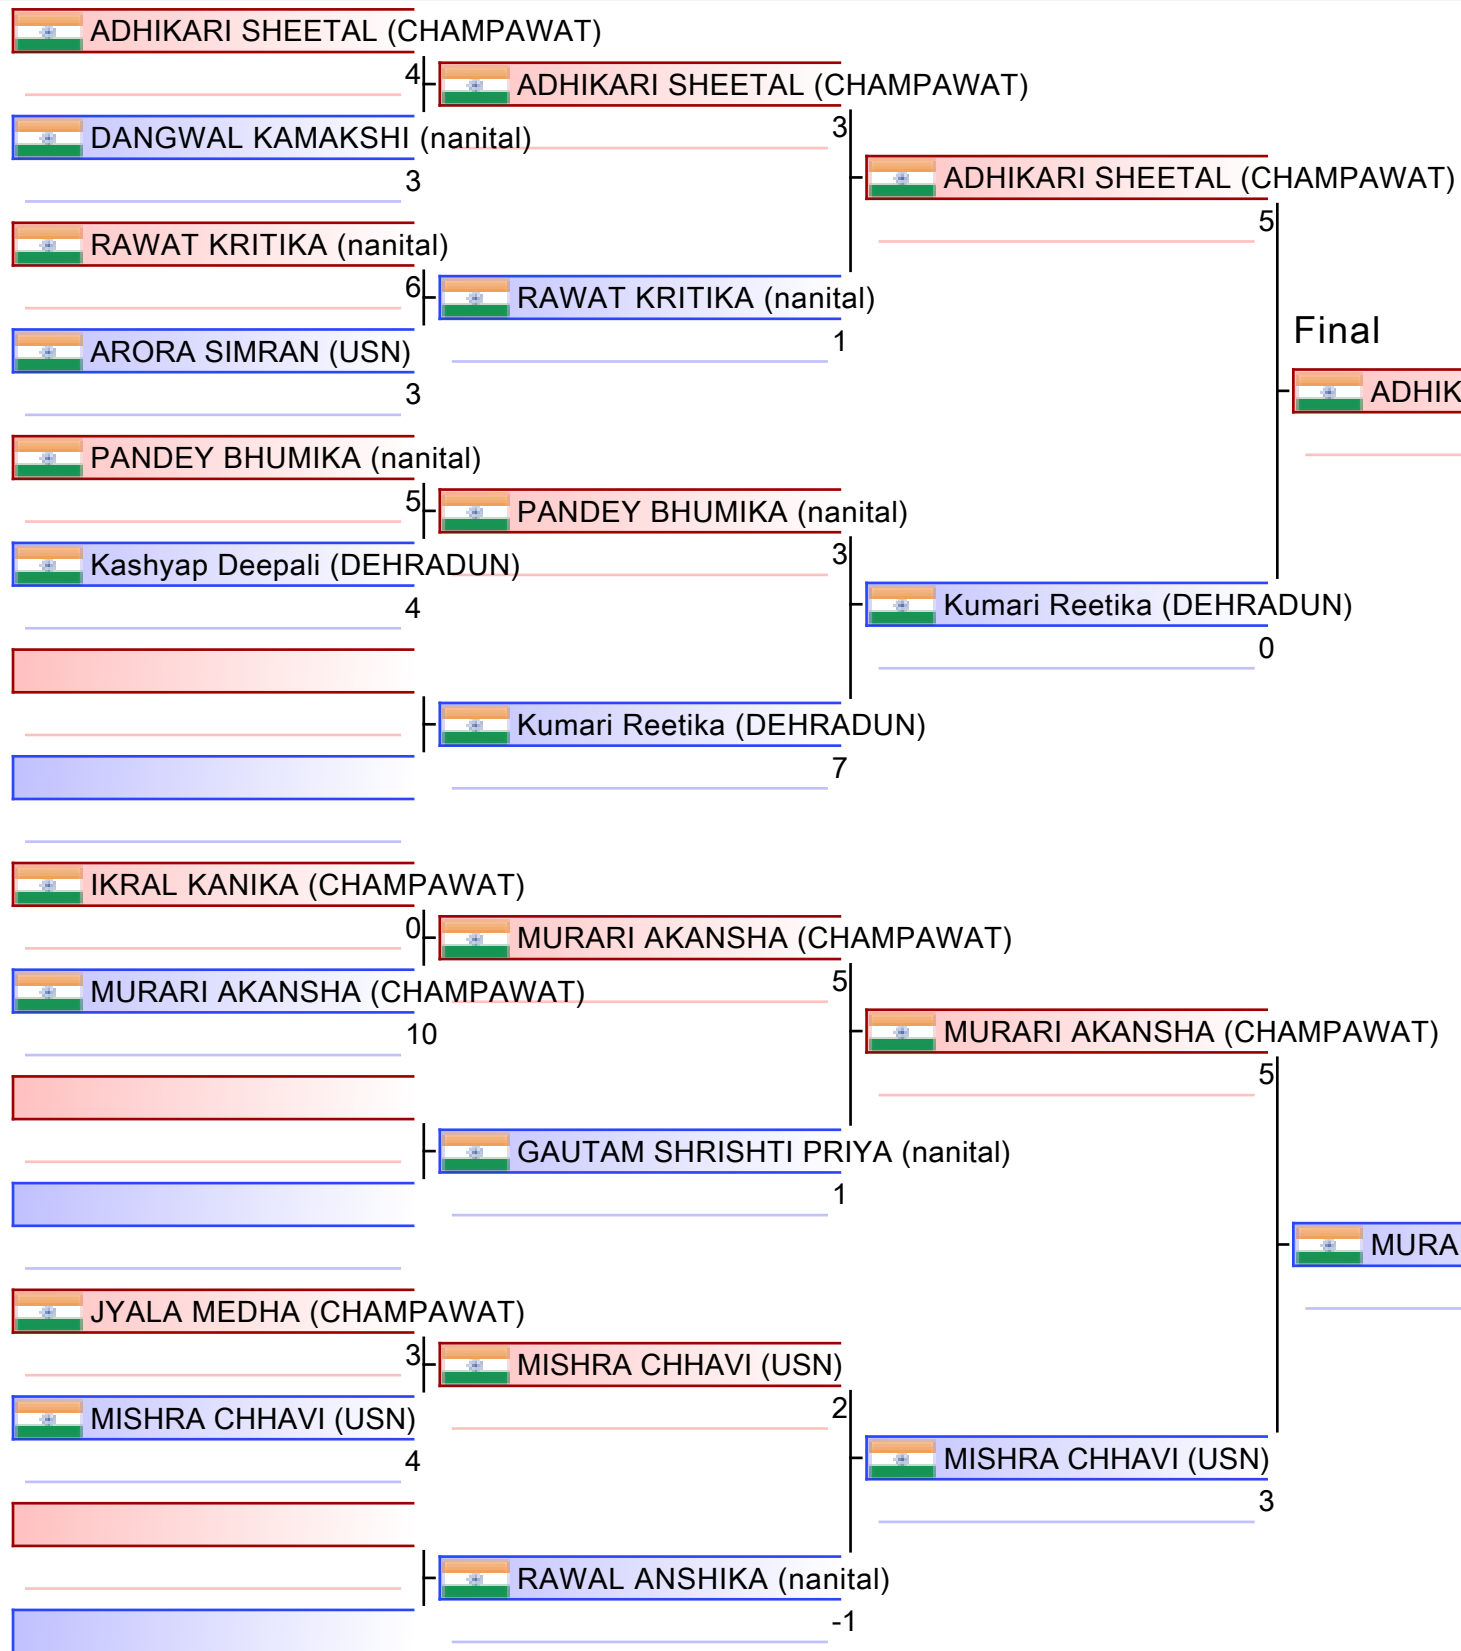 ADHIKARI SHEETAL (CHAMPAWAT)
4
ADHIKARI SHEETAL (CHAMPAWAT)
3
DANGWAL KAMAKSHI (nanital)
3
ADHIKARI SHEETAL (CHAMPAWAT)
5
RAWAT KRITIKA (nanital)
6
RAWAT KRITIKA (nanital)
1
ARORA SIMRAN (USN)
3
Final
ADHIK
PANDEY BHUMIKA (nanital)
5
PANDEY BHUMIKA (nanital)
3
Kashyap Deepali (DEHRADUN)
4
Kumari Reetika (DEHRADUN)
0
Kumari Reetika (DEHRADUN)
7
IKRAL KANIKA (CHAMPAWAT)
0
MURARI AKANSHA (CHAMPAWAT)
5
MURARI AKANSHA (CHAMPAWAT)
10
MURARI AKANSHA (CHAMPAWAT)
5
GAUTAM SHRISHTI PRIYA (nanital)
1
MURA
JYALA MEDHA (CHAMPAWAT)
3
MISHRA CHHAVI (USN)
2
MISHRA CHHAVI (USN)
4
MISHRA CHHAVI (USN)
3
RAWAL ANSHIKA (nanital)
-1